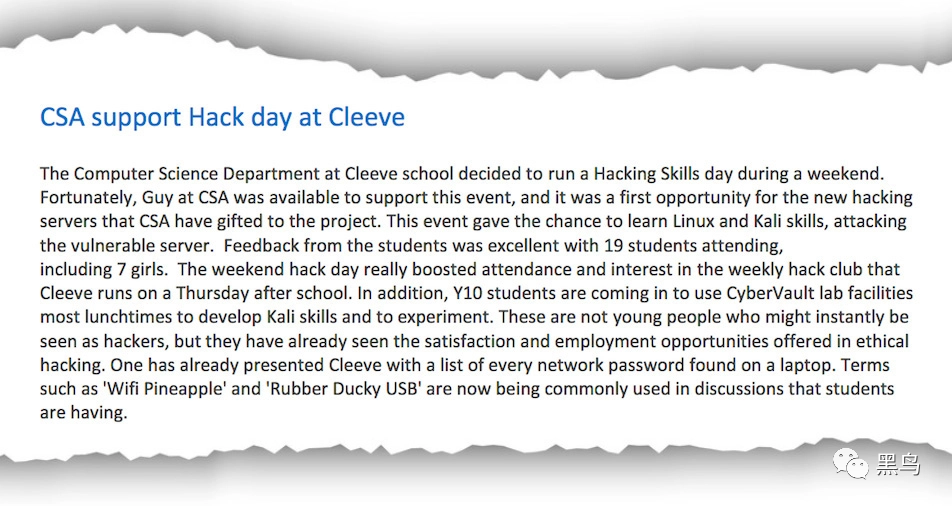 CSA support Hack day at Cleeve
The Computer Science Department at Cleeve school decided to run a Hacking Skills day during a weekend.
Fortunately, Guy at CSA was available to support this event, and it was a first opportunity for the new hacking
servers that CSA have gifted to the project. This event gave the chance to learn Linux and Kali skills, attacking
the vulnerable server.  Feedback from the students was excellent with 19 students attending,
including 7 girls.  The weekend hack day really boosted attendance and interest in the weekly hack club that
Cleeve runs on a Thursday after school. In addition, Y10 students are coming in to use CyberVault lab facilities
most lunchtimes to develop Kali skills and to experiment. These are not young people who might instantly be
seen as hackers, but they have already seen the satisfaction and employment opportunities offered in ethical
hacking. One has already presented Cleeve with a list of every network password found on a laptop. Terms
such as 'Wifi Pineapple' and 'Rubber Ducky USB' are now being commonly used in discussions that students
are having.
黑鸟